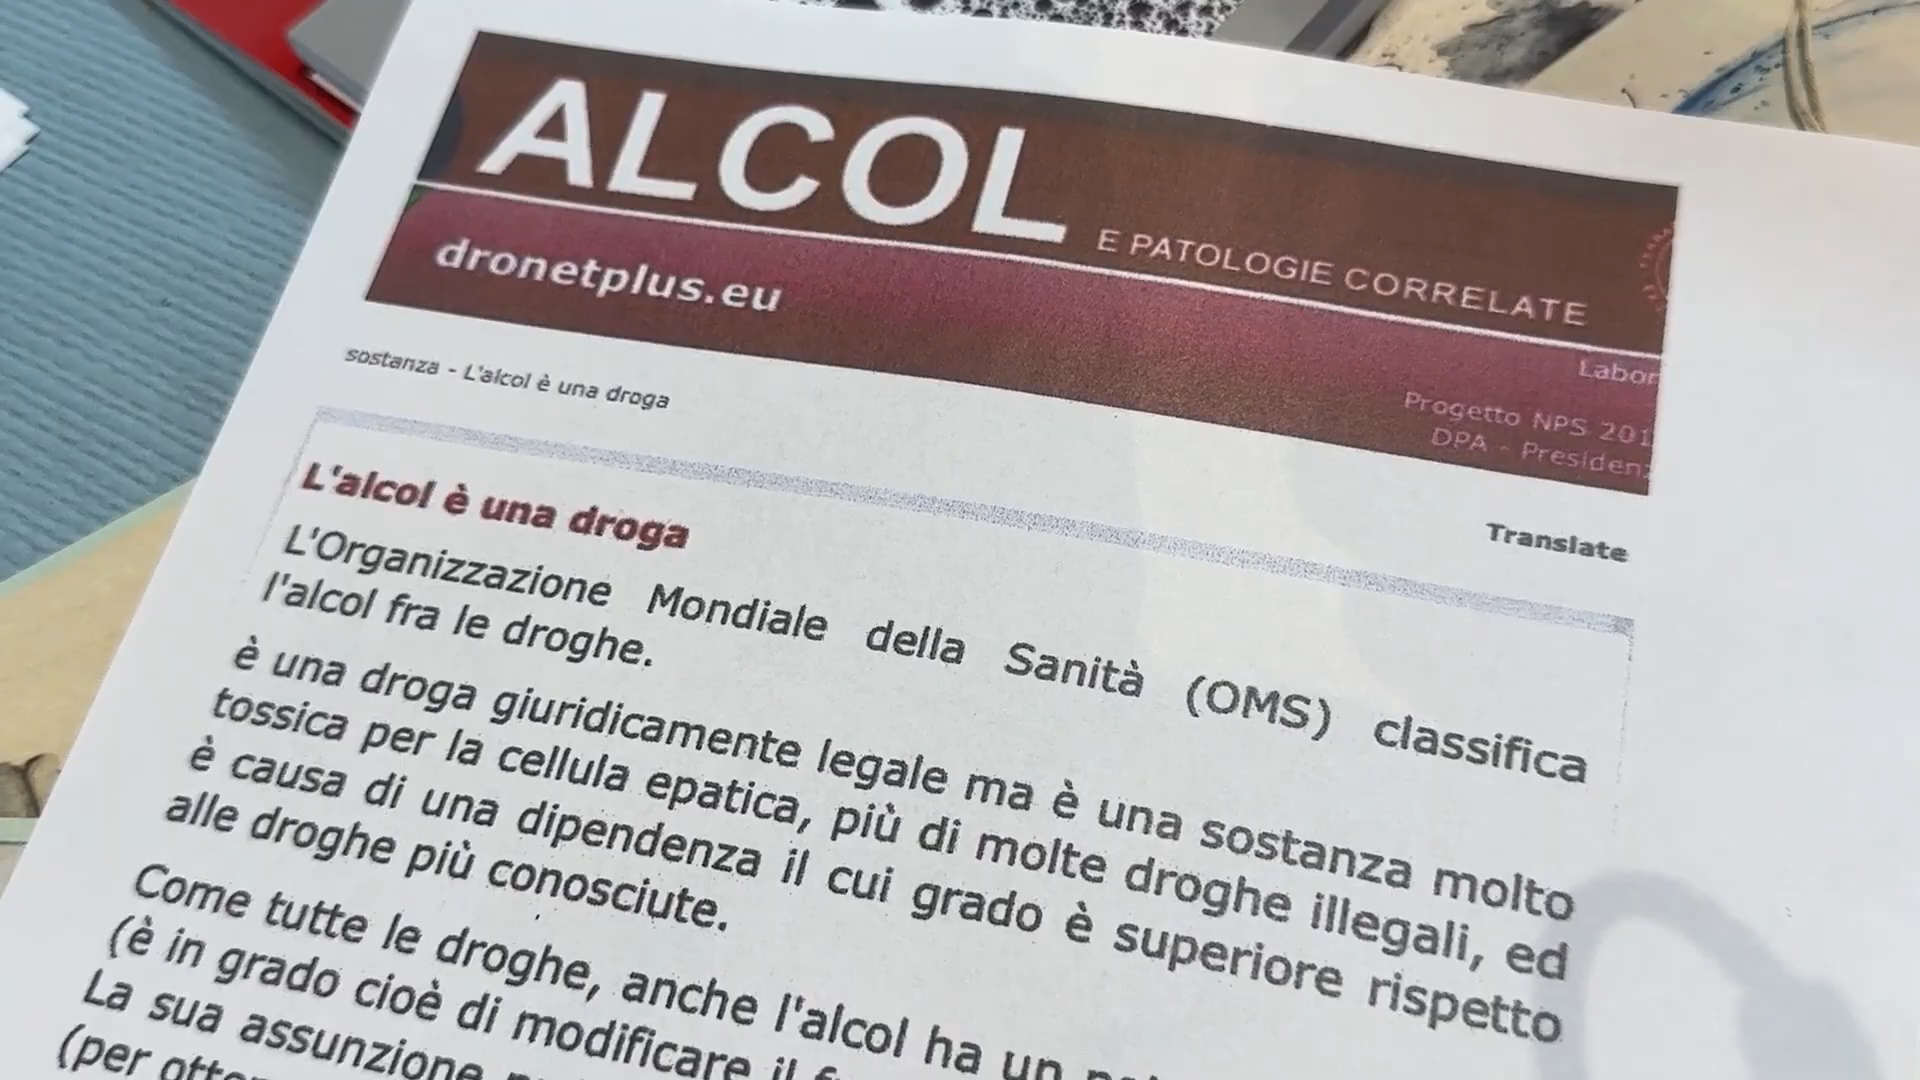 ALCOL
E PATOLOGIE CORRELATE
dronetplus.eu
Progetto NPS
DPA -
sostanza - L'alcol è una droga
Translate
L'alcol è una droga
L'Organizzazione Mondiale della Sanità (OMS) classifica
l'alcol fra le droghe.
è una droga giuridicamente legale ma è una sostanza molto
tossica per la cellula epatica, più di molte droghe illegali, ed
è causa di una dipendenza il cui grado è superiore rispetto
alle droghe più conosciute.
Come tutte le droghe, anche l'alcol ha un
(è in grado cioè di modificare il
La sua assunzione
(per